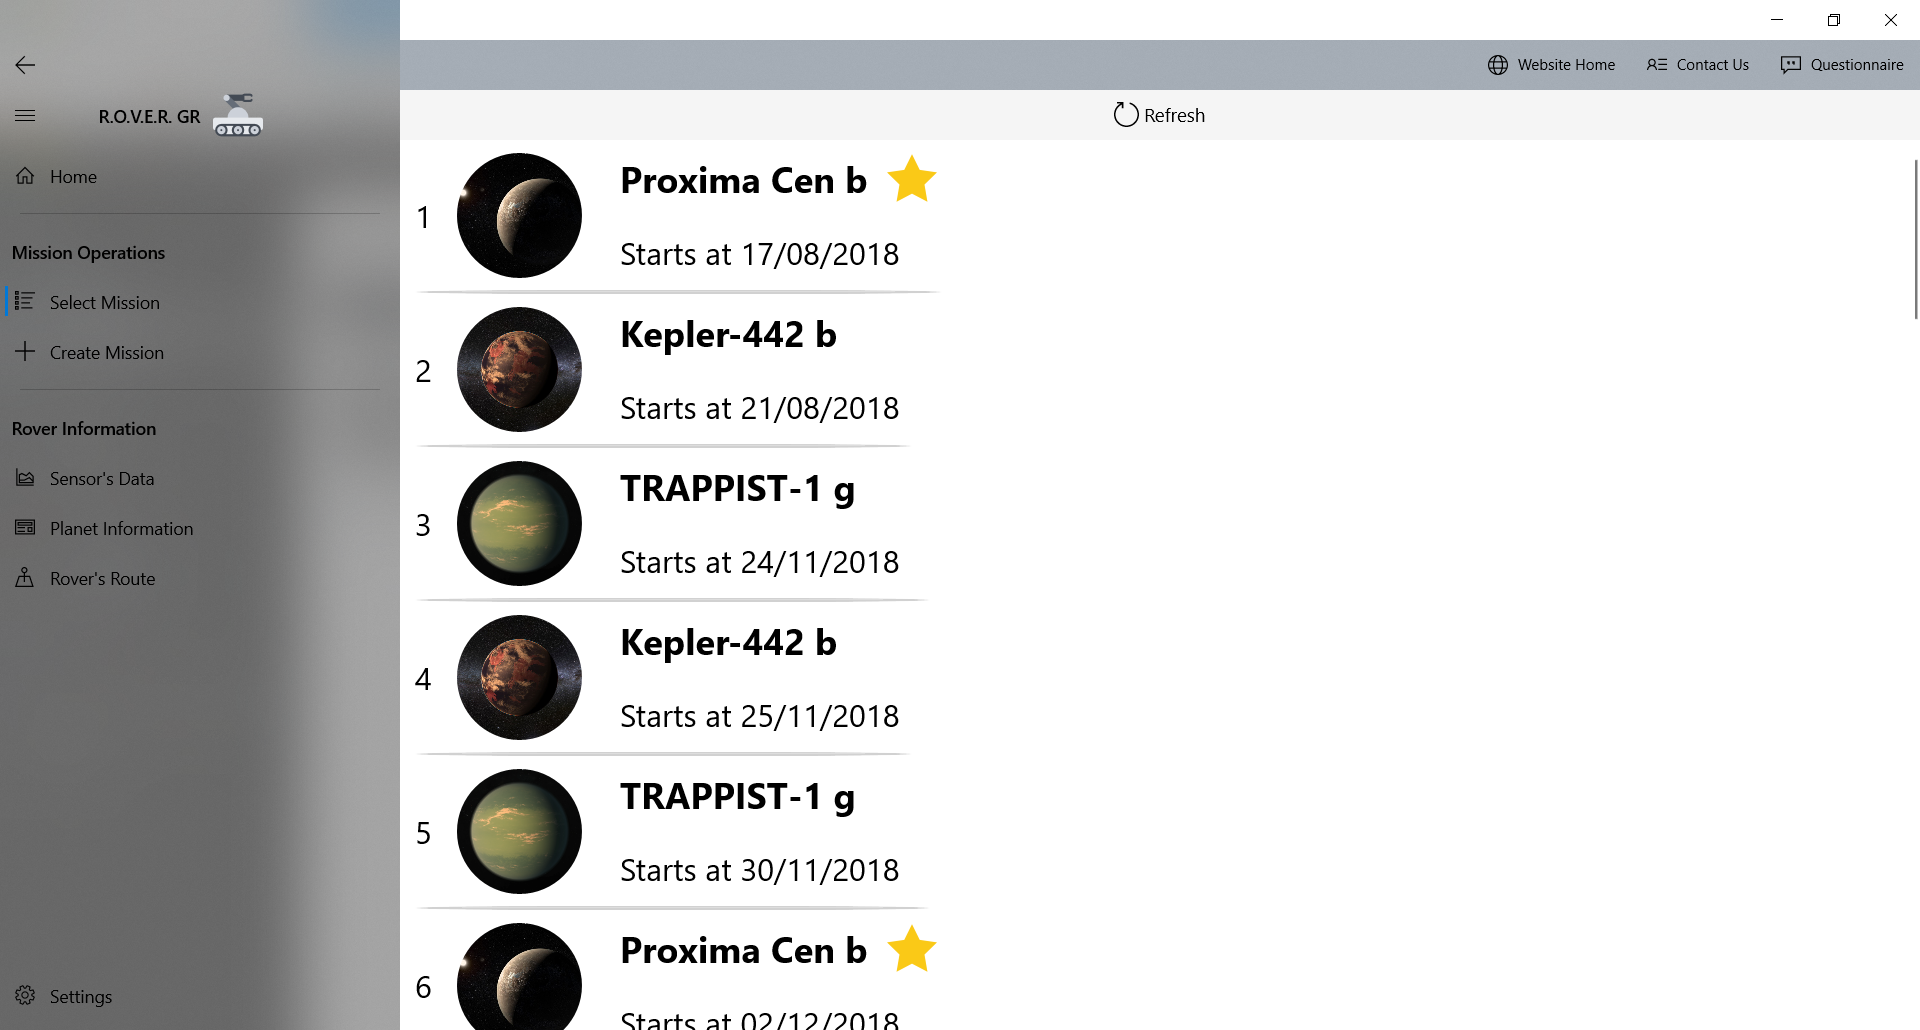 Website Home
Contact Us
Questionnaire
R.O.V.E.R. GR
Refresh
Home
Mission Operations
Select Mission
Create Mission
Rover Information
Sensor's Data
Planet Information
Rover's Route
Settings
1
Proxima Cen b
Starts at 17/08/2018
2
Kepler-442 b
Starts at 21/08/2018
3
TRAPPIST-1 g
Starts at 24/11/2018
4
Kepler-442 b
Starts at 25/11/2018
5
TRAPPIST-1 g
Starts at 30/11/2018
6
Proxima Cen b
Starts at 02/12/2018